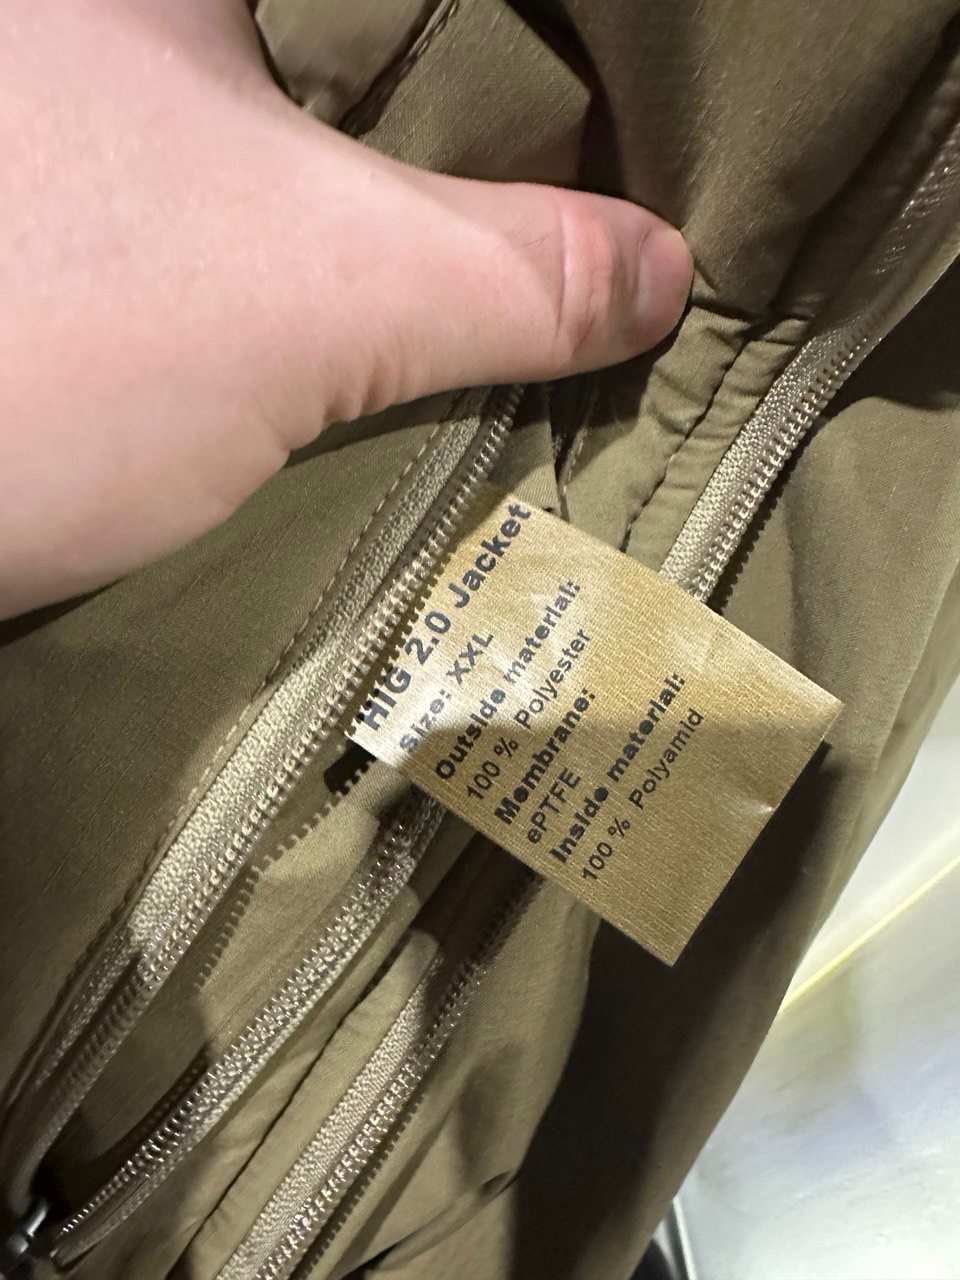 HIG 2.0 Jacket
Size: XXL
Outside material:
100 % Polyester
Membrane:
ePTFE
Inside material:
100 % Polyamid